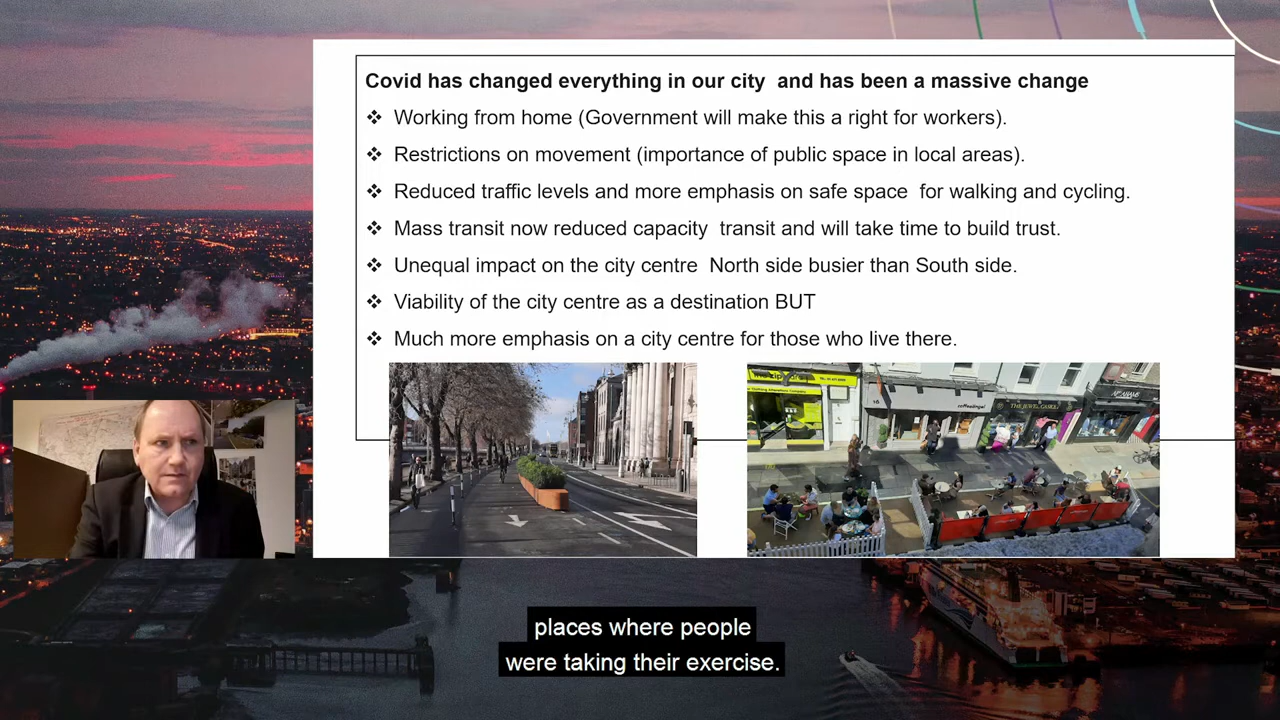 Covid has changed everything in our city and has been a massive change
❖ Working from home (Government will make this a right for workers).
❖ Restrictions on movement (importance of public space in local areas).
❖ Reduced traffic levels and more emphasis on safe space for walking and cycling.
❖ Mass transit now reduced capacity transit and will take time to build trust.
❖ Unequal impact on the city centre North side busier than South side.
❖ Viability of the city centre as a destination BUT
❖ Much more emphasis on a city centre for those who live there.
THE JEWEL CASKET
places where people
were taking their exercise.